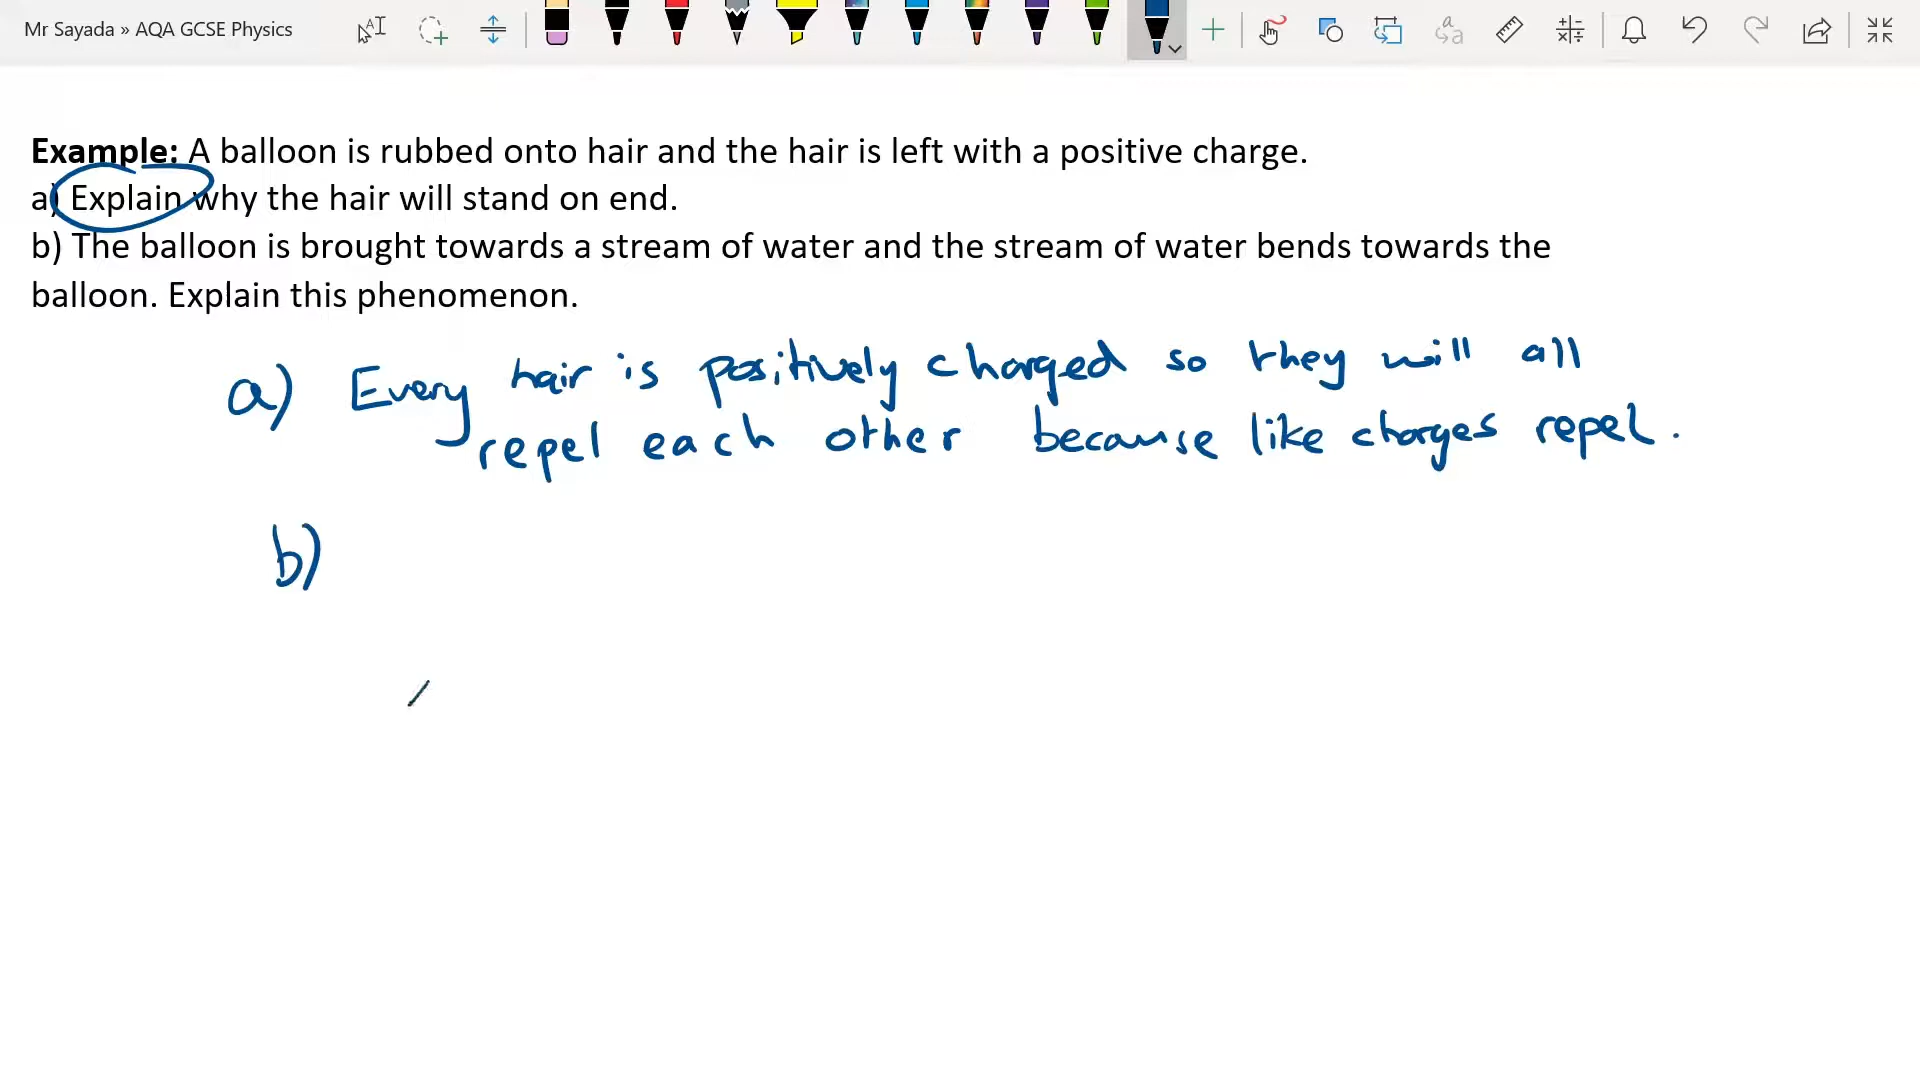 Mr Sayada » AQA GCSE Physics
Example: A balloon is rubbed onto hair and the hair is left with a positive charge.
a) Explain why the hair will stand on end.
b) The balloon is brought towards a stream of water and the stream of water bends towards the
balloon. Explain this phenomenon.
a) Every hair is positively charged so they will all
repel each other because like charges repel.
b)